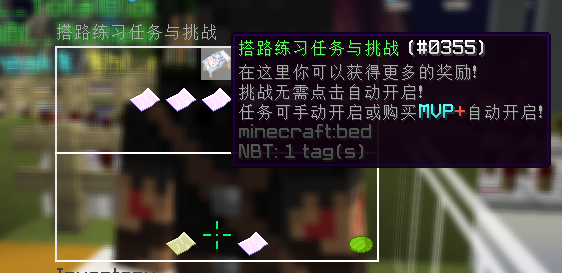 搭路练习任务与挑战
搭路练习任务与挑战 (#0355)
在这里你可以获得更多的奖励!
挑战无需点击自动开启!
任务可手动开启或购买MVP+自动开启!
minecraft:bed
NBT: 1 tag(s)
Inventory